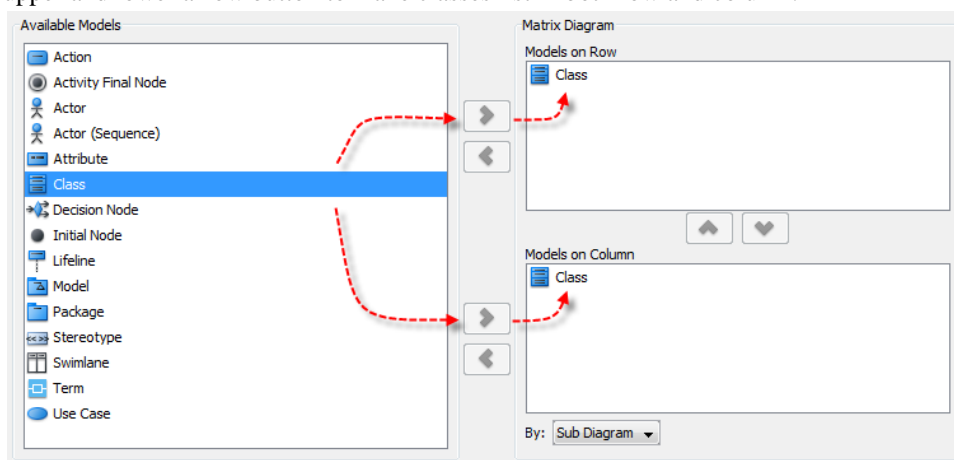 Available Models
Action
Activity Final Node
Actor
Actor (Sequence)
Attribute
Class
Decision Node
Initial Node
Lifeline
Model
Package
Stereotype
Swimlane
Term
Use Case
Matrix Diagram
Models on Row
Class
Models on Column
Class
By: Sub Diagram